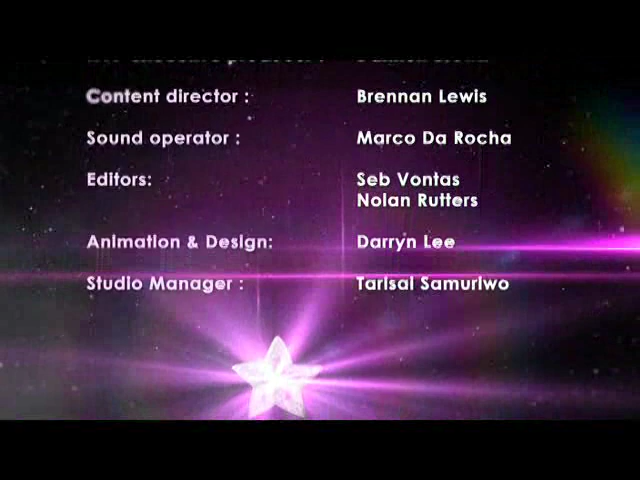 Content director : Brennan Lewis
Sound operator : Marco Da Rocha
Editors: Seb Vontas
Nolan Rutters
Animation & Design: Darryn Lee
Studio Manager : Tarisai Samuriwo